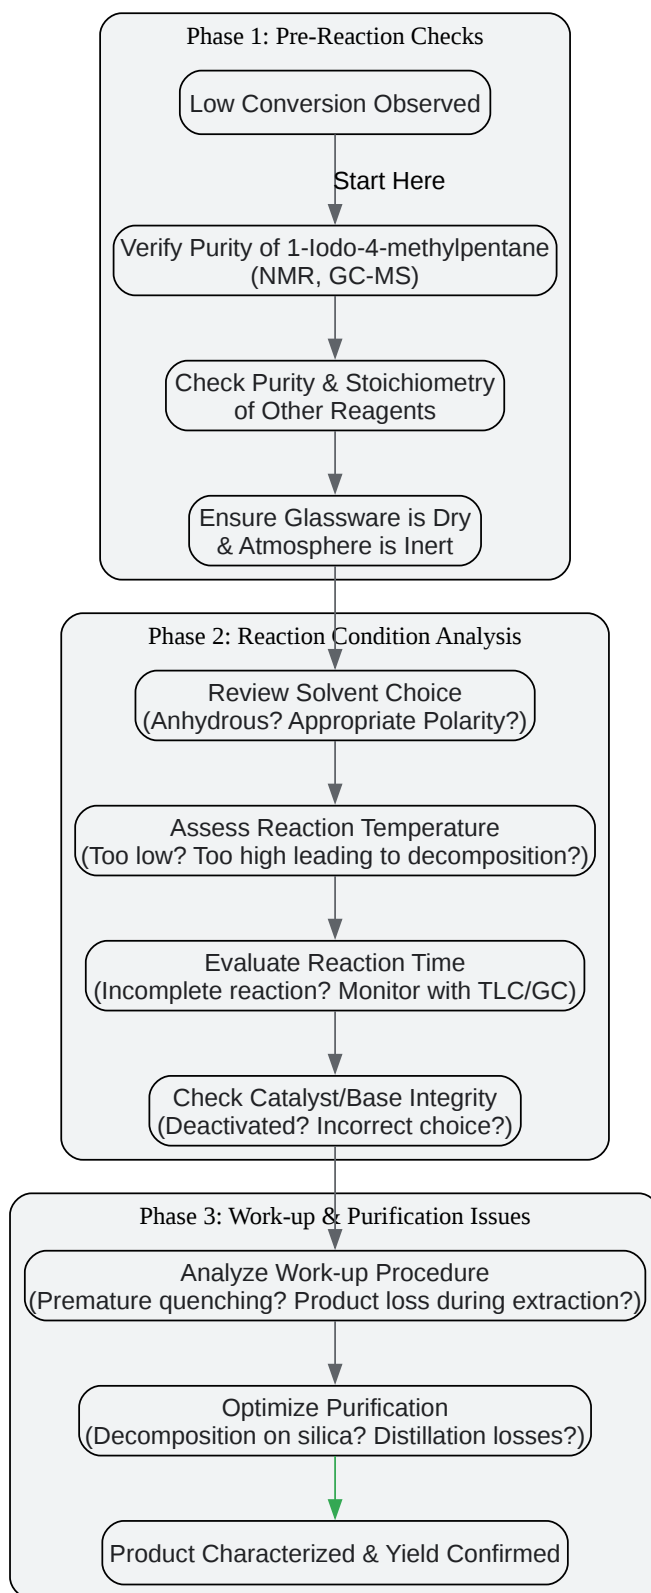 Phase 1: Pre-Reaction Checks
Low Conversion Observed
Start Here
Verify Purity of 1-Iodo-4-methylpentane
(NMR, GC-MS)
Check Purity & Stoichiometry
of Other Reagents
Ensure Glassware is Dry
& Atmosphere is Inert
Phase 2: Reaction Condition Analysis
Review Solvent Choice
(Anhydrous? Appropriate Polarity?)
Assess Reaction Temperature
(Too low? Too high leading to decomposition?)
Evaluate Reaction Time
(Incomplete reaction? Monitor with TLC/GC)
Check Catalyst/Base Integrity
(Deactivated? Incorrect choice?)
Phase 3: Work-up & Purification Issues
Analyze Work-up Procedure
(Premature quenching? Product loss during extraction?)
Optimize Purification
(Decomposition on silica? Distillation losses?)
Product Characterized & Yield Confirmed